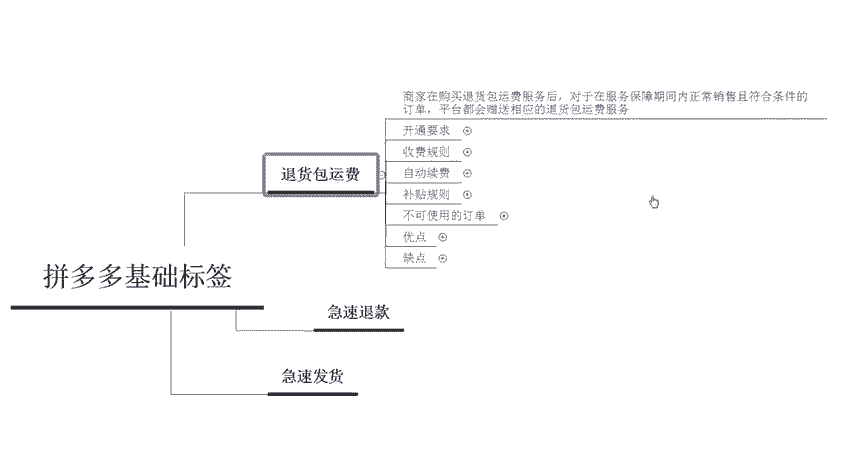 商家在购买退货包运费服务后，对于在服务保障期间内正常销售且符合条件的
订单，平台都会赠送相应的退货包运费服务
开通要求
收费规则
退货包运费
自动续费
补贴规则
不可使用的订单
优点
缺点
拼多多基础标签
急速退款
急速发货